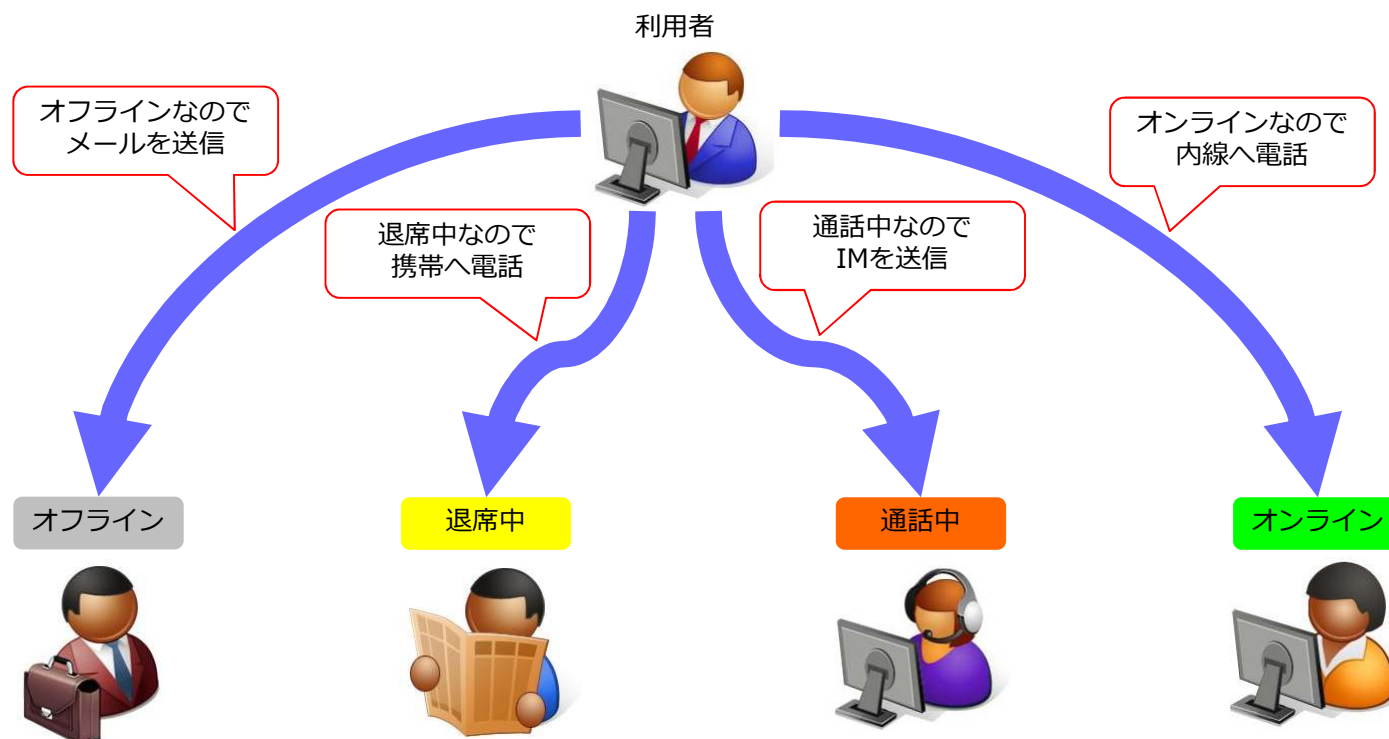 利用者
オフラインなので
メールを送信
オンラインなので
内線へ電話
退席中なので
携帯へ電話
通話中なので
IMを送信
オフライン
退席中
通話中
オンライン